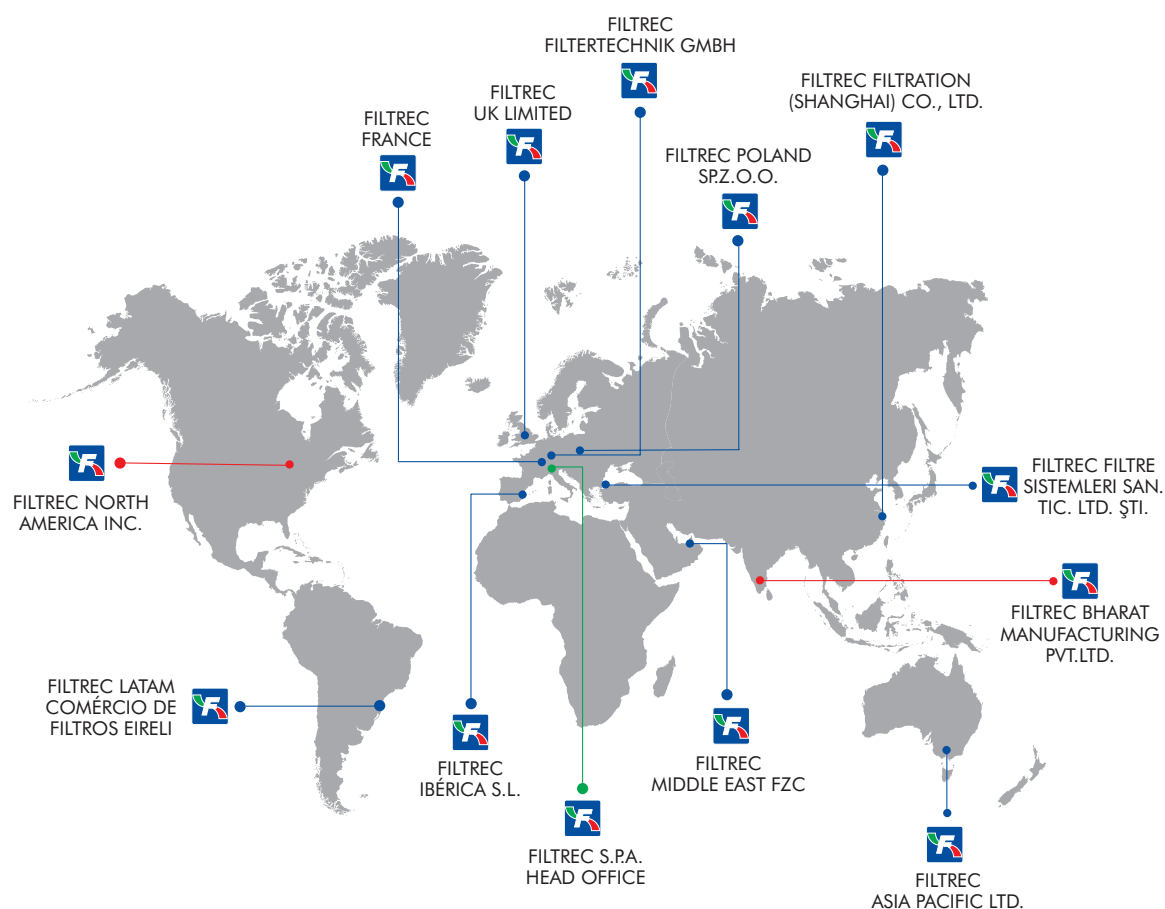 FILTREC
FILTERTECHNIK GMBH
FILTREC FILTRATION
(SHANGHAI) CO., LTD.
FILTREC
UK LIMITED
FILTREC
FRANCE
FILTREC POLAND
SP.Z.O.O.
FILTREC NORTH
AMERICA INC.
FILTREC FILTRE
SISTEMLERI SAN.
TIC. LTD. ŞTI.
FILTREC BHARAT
MANUFACTURING
PVT.LTD.
FILTREC LATAM
COMÉRCIO DE
FILTROS EIRELI
FILTREC
IBÉRICA S.L.
FILTREC
MIDDLE EAST FZC
FILTREC S.P.A.
HEAD OFFICE
FILTREC
ASIA PACIFIC LTD.